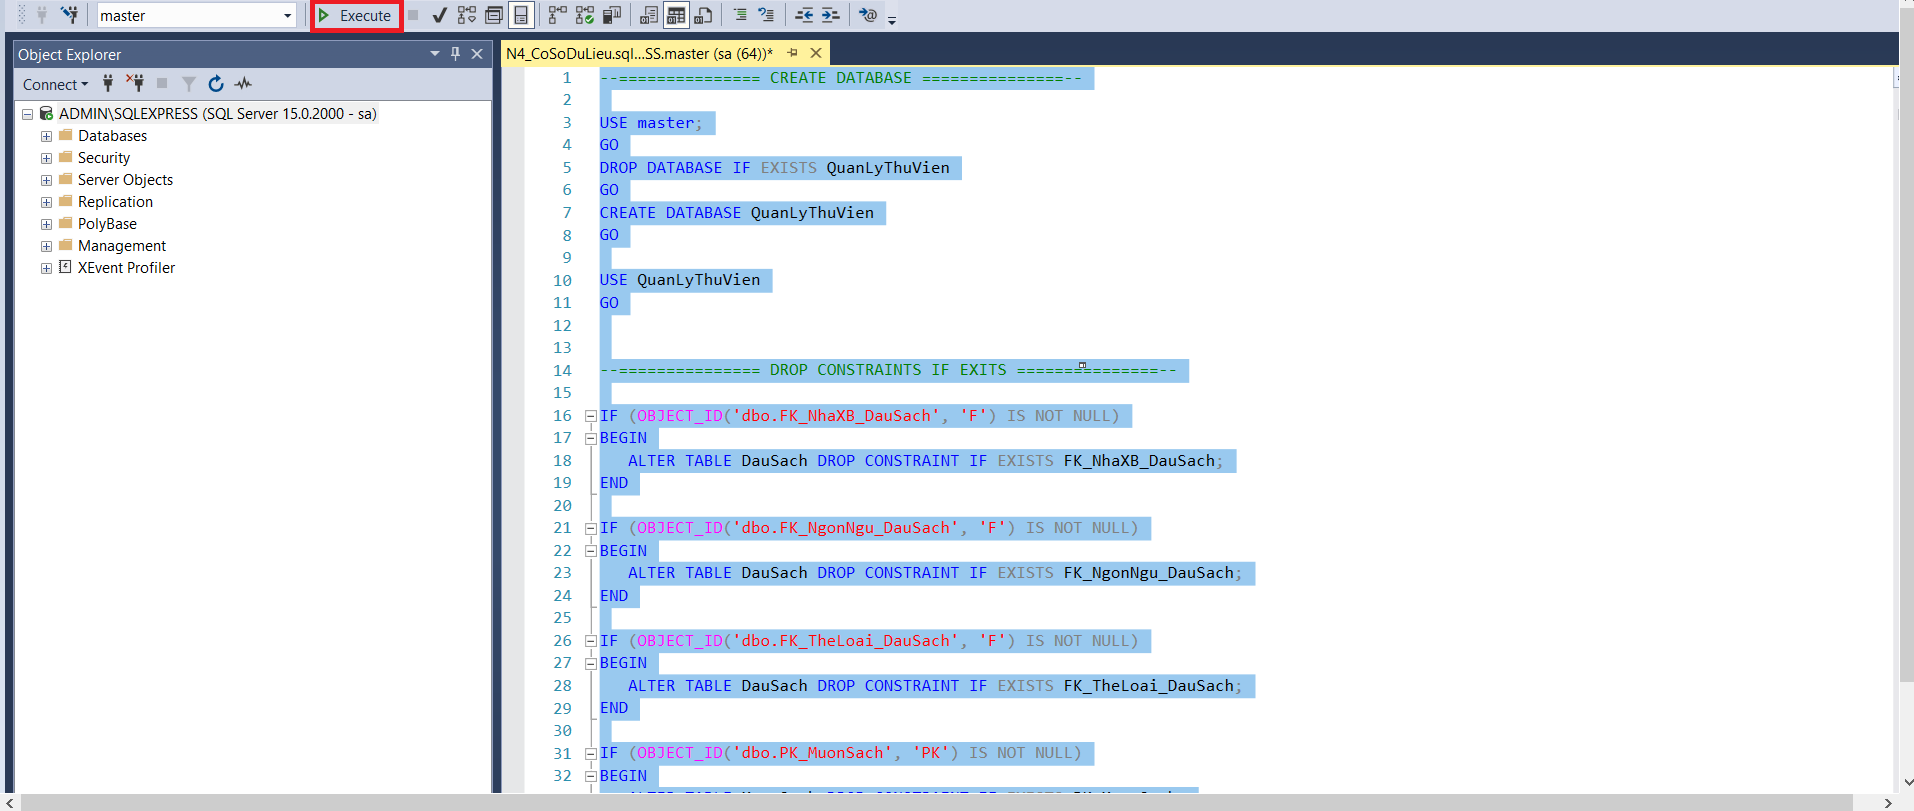 master
Execute
Object Explorer
Connect
ADMIN\SQLEXPRESS (SQL Server 15.0.2000 - sa)
Databases
Security
Server Objects
Replication
PolyBase
Management
XEvent Profiler
N4_CoSoDuLieu.sql...SS.master (sa (64))*
1 --=============== CREATE DATABASE ===============--
2
3 USE master;
4 GO
5 DROP DATABASE IF EXISTS QuanLyThuVien
6 GO
7 CREATE DATABASE QuanLyThuVien
8 GO
9
10 USE QuanLyThuVien
11 GO
12
13
14 --=============== DROP CONSTRAINTS IF EXITS ===============--
15
16 IF (OBJECT_ID('dbo.FK_NhaXB_DauSach', 'F') IS NOT NULL)
17 BEGIN
18 ALTER TABLE DauSach DROP CONSTRAINT IF EXISTS FK_NhaXB_DauSach;
19 END
20
21 IF (OBJECT_ID('dbo.FK_NgonNgu_DauSach', 'F') IS NOT NULL)
22 BEGIN
23 ALTER TABLE DauSach DROP CONSTRAINT IF EXISTS FK_NgonNgu_DauSach;
24 END
25
26 IF (OBJECT_ID('dbo.FK_TheLoai_DauSach', 'F') IS NOT NULL)
27 BEGIN
28 ALTER TABLE DauSach DROP CONSTRAINT IF EXISTS FK_TheLoai_DauSach;
29 END
30
31 IF (OBJECT_ID('dbo.PK_MuonSach', 'PK') IS NOT NULL)
32 BEGIN